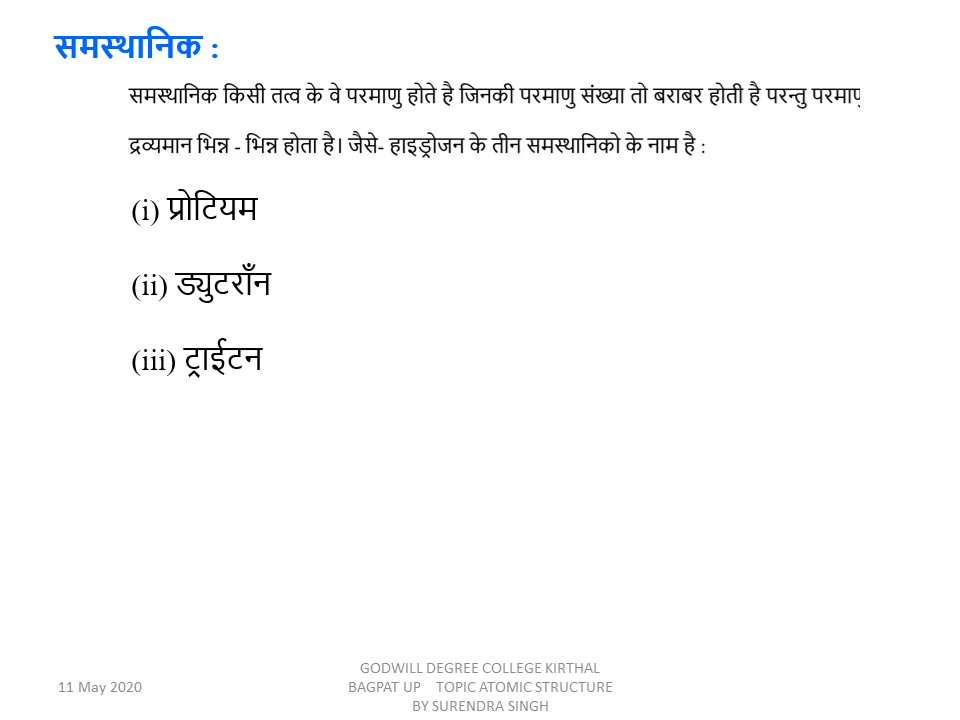 समस्थानिक :
समस्थानिक किसी तत्व के वे परमाणु होते है जिनकी परमाणु संख्या तो बराबर होती है परन्तु
द्रव्यमान भिन्न - भिन्न होता है। जैसे- हाइड्रोजन के तीन समस्थानिको के नाम है :
(i) प्रोटियम
(ii) ड्युटराँन
(iii) ट्राईटन
11 May 2020
GODWILL DEGREE COLLEGE KIRTHAL
BAGPAT UP TOPIC ATOMIC STRUCTURE
BY SURENDRA SINGH